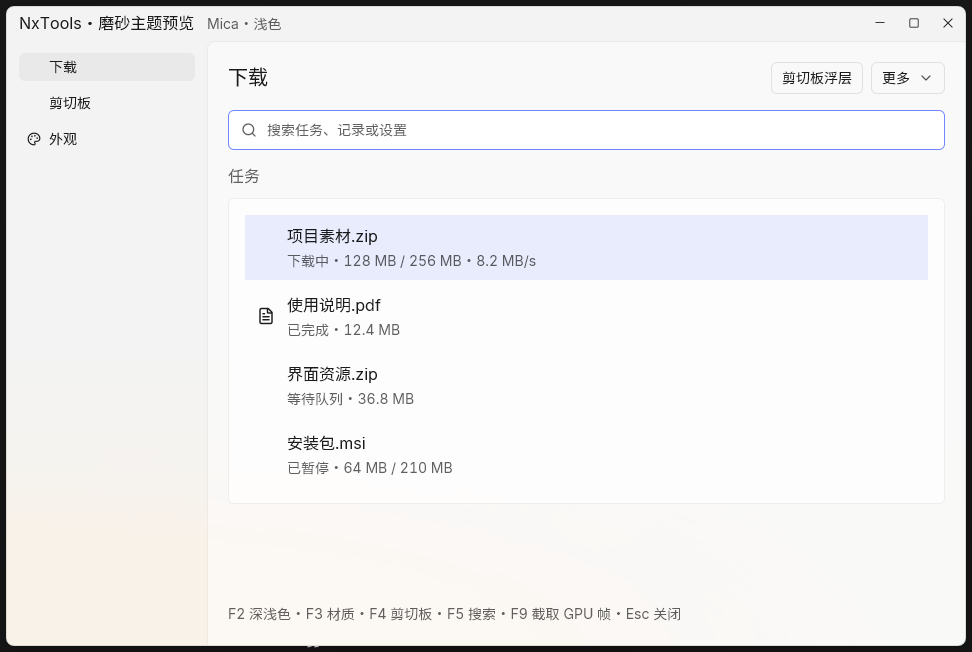 NxTools • 磨砂主题预览 Mica • 浅色
下载
剪切板
外观
下载
剪切板浮层
更多
搜索任务、记录或设置
任务
项目素材.zip
下载中 • 128 MB / 256 MB • 8.2 MB/s
使用说明.pdf
已完成 • 12.4 MB
界面资源.zip
等待队列 • 36.8 MB
安装包.msi
已暂停 • 64 MB / 210 MB
F2 深浅色 • F3 材质 • F4 剪切板 • F5 搜索 • F9 截取 GPU 帧 • Esc 关闭